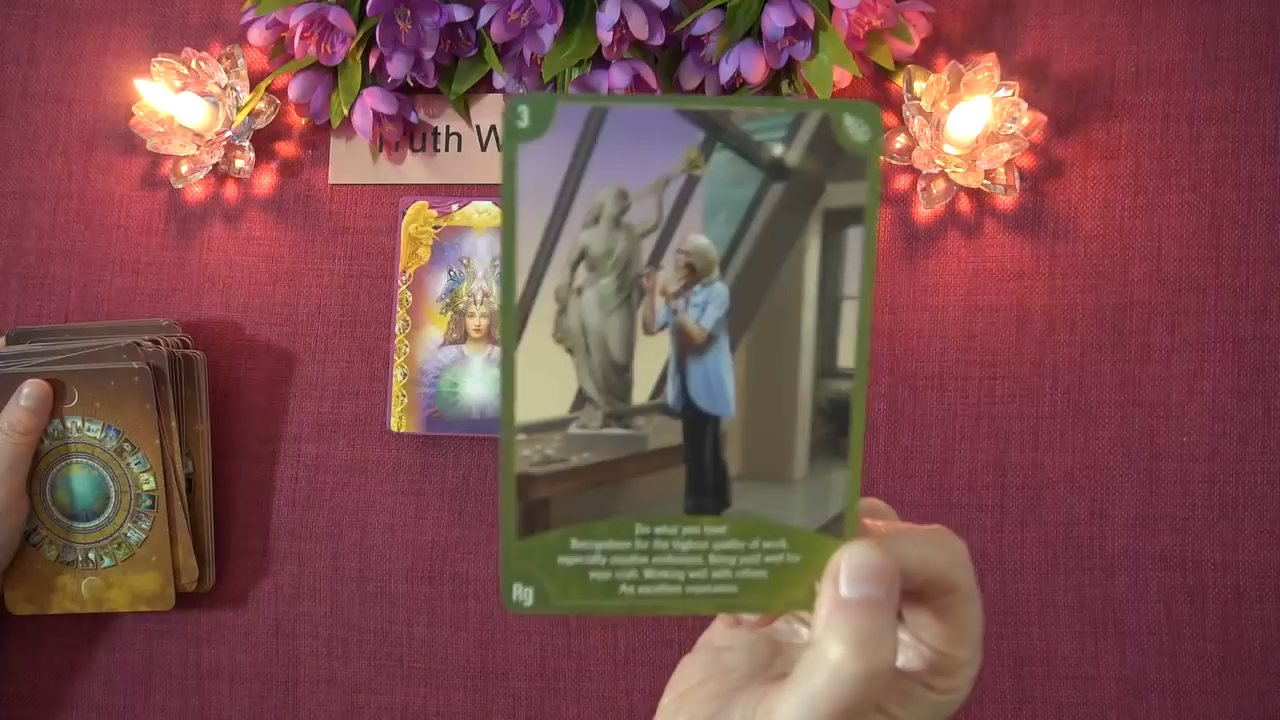 3
Truth W
Do what you love!
Recognition for the highest quality of work,
especially creative endeavors. Being paid well for
your craft. Working well with others.
An excellent reputation.